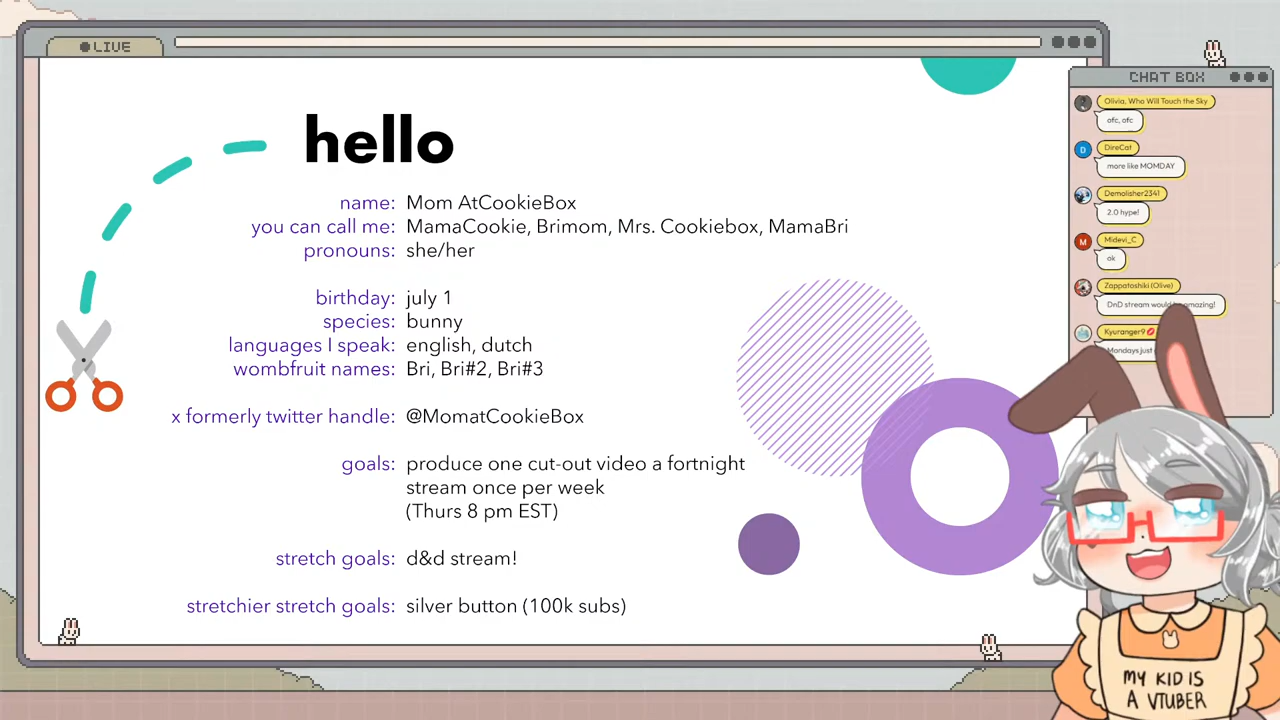 LIVE
hello
name: Mom AtCookieBox
you can call me: MamaCookie, Brimom, Mrs. Cookiebox, MamaBri
pronouns: she/her
birthday: july 1
species: bunny
languages I speak: english, dutch
wombfruit names: Bri, Bri#2, Bri#3
x formerly twitter handle: @MomatCookieBox
goals: produce one cut-out video a fortnight
stream once per week
(Thurs 8 pm EST)
stretch goals: d&d stream!
stretchier stretch goals: silver button (100k subs)
CHAT BOX
?
Olivia, Who Will Touch the Sky
ofc, ofc
D
DireCat
more like MOMDAY
Demolisher2341
2.0 hype!
M
Midevi_C
ok
Zappatoshiki (Olive)
DnD stream would be amazing!
Kyuranger9
Mondays just
MY KID IS
A VTUBER